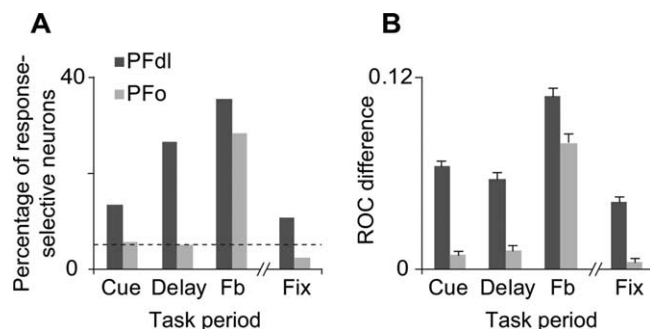 A
Percentage of response-
selective neurons
40
0
PFdl
PFo
Cue Delay Fb Fix
Task period
B
ROC difference
0.12
0
Cue Delay Fb Fix
Task period